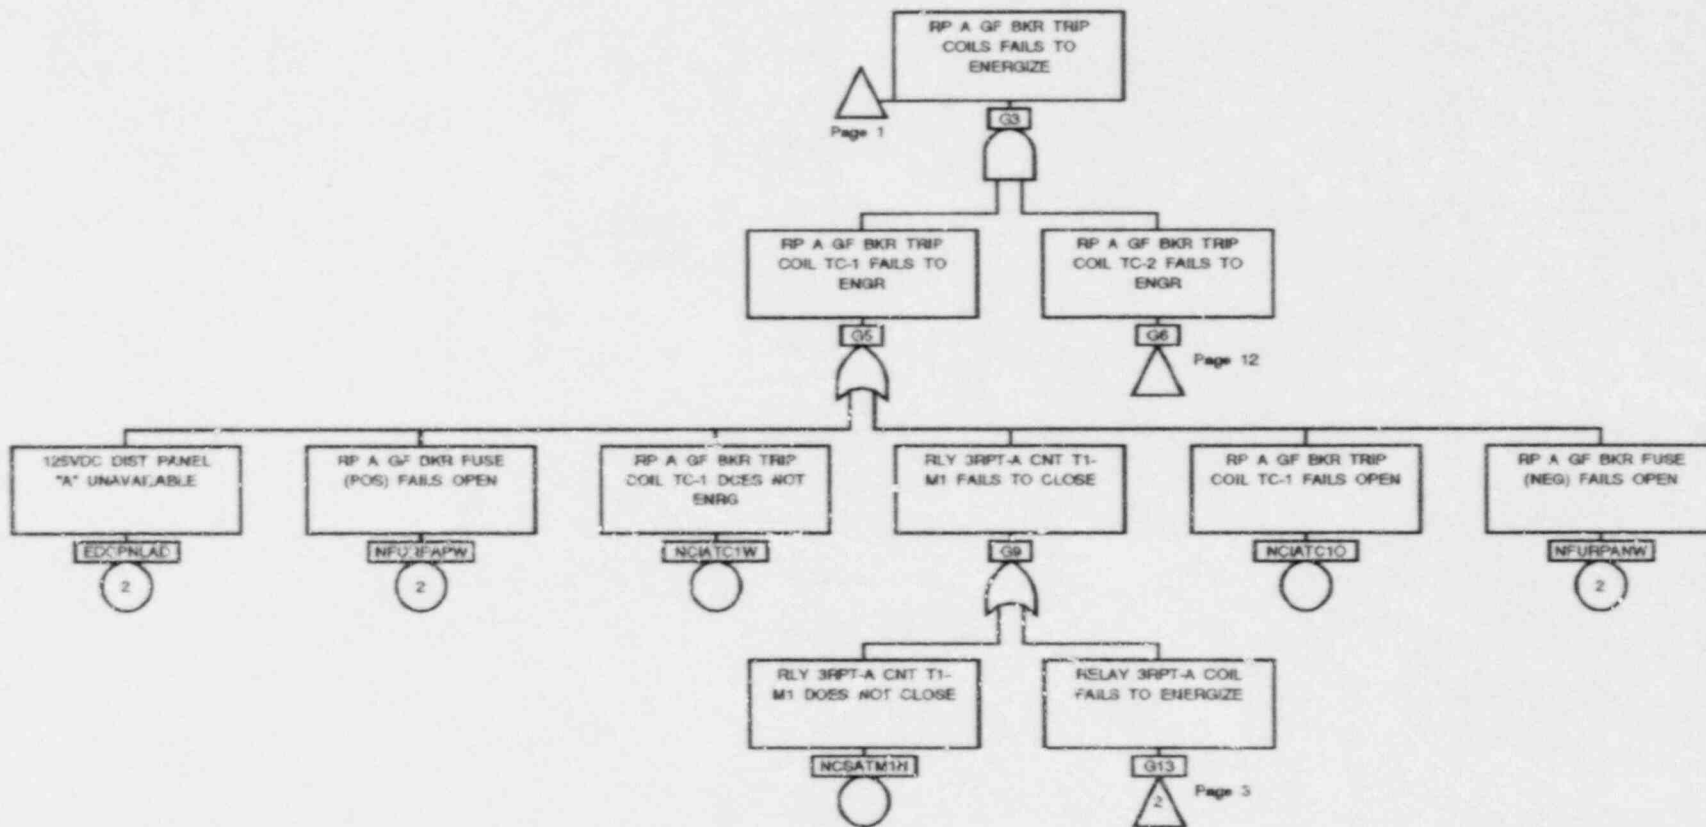 RP A GF BKR TRIP
COILS FAILS TO
ENERGIZE
Page 1
G3
RP A GF BKR TRIP
COIL TC-1 FAILS TO
ENGR
G5
RP A GF BKR TRIP
COIL TC-2 FAILS TO
ENGR
G6
Page 12
125VDC DIST PANEL
"A" UNAVAILABLE
EDCPNLAD
2
RP A GF BKR FUSE
(POS) FAILS OPEN
NFURPAPW
2
RP A GF BKR TRIP
COIL TC-1 DOES NOT
ENRG
NCIATC1W
RLY 3RPT-A CNT T1-
M1 FAILS TO CLOSE
G9
RP A GF BKR TRIP
COIL TC-1 FAILS OPEN
NCIATC1O
RP A GF BKR FUSE
(NEG) FAILS OPEN
NFURPANW
2
RLY 3RPT-A CNT T1-
M1 DOES NOT CLOSE
RELAY 3RPT-A COIL
FAILS TO ENERGIZE
G13
2
Page 3